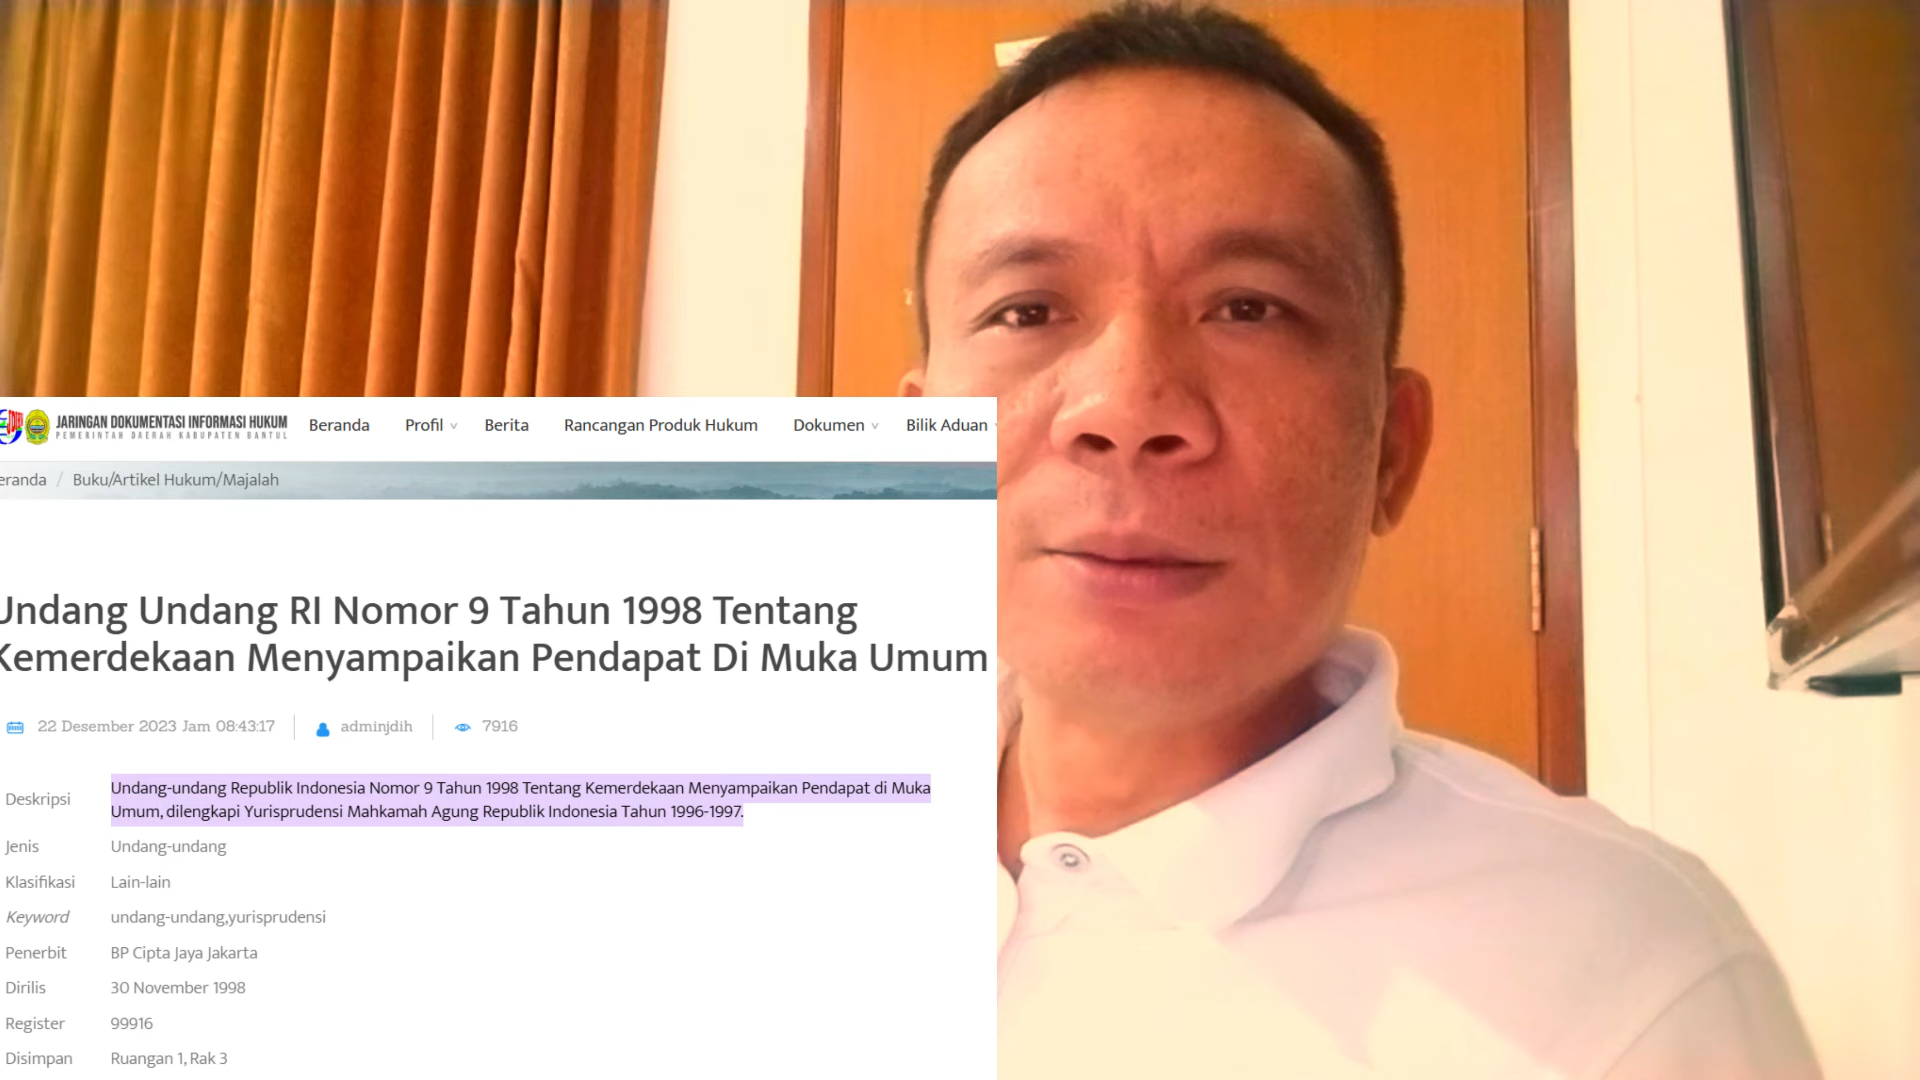 JARINGAN DOKUMENTASI INFORMASI HUKUM
PEMERINTAH DAERAH KABUPATEN BANTUL
Beranda Profil Berita Rancangan Produk Hukum Dokumen Bilik Aduan
eranda / Buku/Artikel Hukum/Majalah
Undang Undang RI Nomor 9 Tahun 1998 Tentang
Kemerdekaan Menyampaikan Pendapat Di Muka Umum
22 Desember 2023 Jam 08:43:17 adminjdih 7916
Deskripsi Undang-undang Republik Indonesia Nomor 9 Tahun 1998 Tentang Kemerdekaan Menyampaikan Pendapat di Muka
Umum, dilengkapi Yurisprudensi Mahkamah Agung Republik Indonesia Tahun 1996-1997.
Jenis Undang-undang
Klasifikasi Lain-lain
Keyword undang-undang,yurisprudensi
Penerbit BP Cipta Jaya Jakarta
Dirilis 30 November 1998
Register 99916
Disimpan Ruangan 1, Rak 3